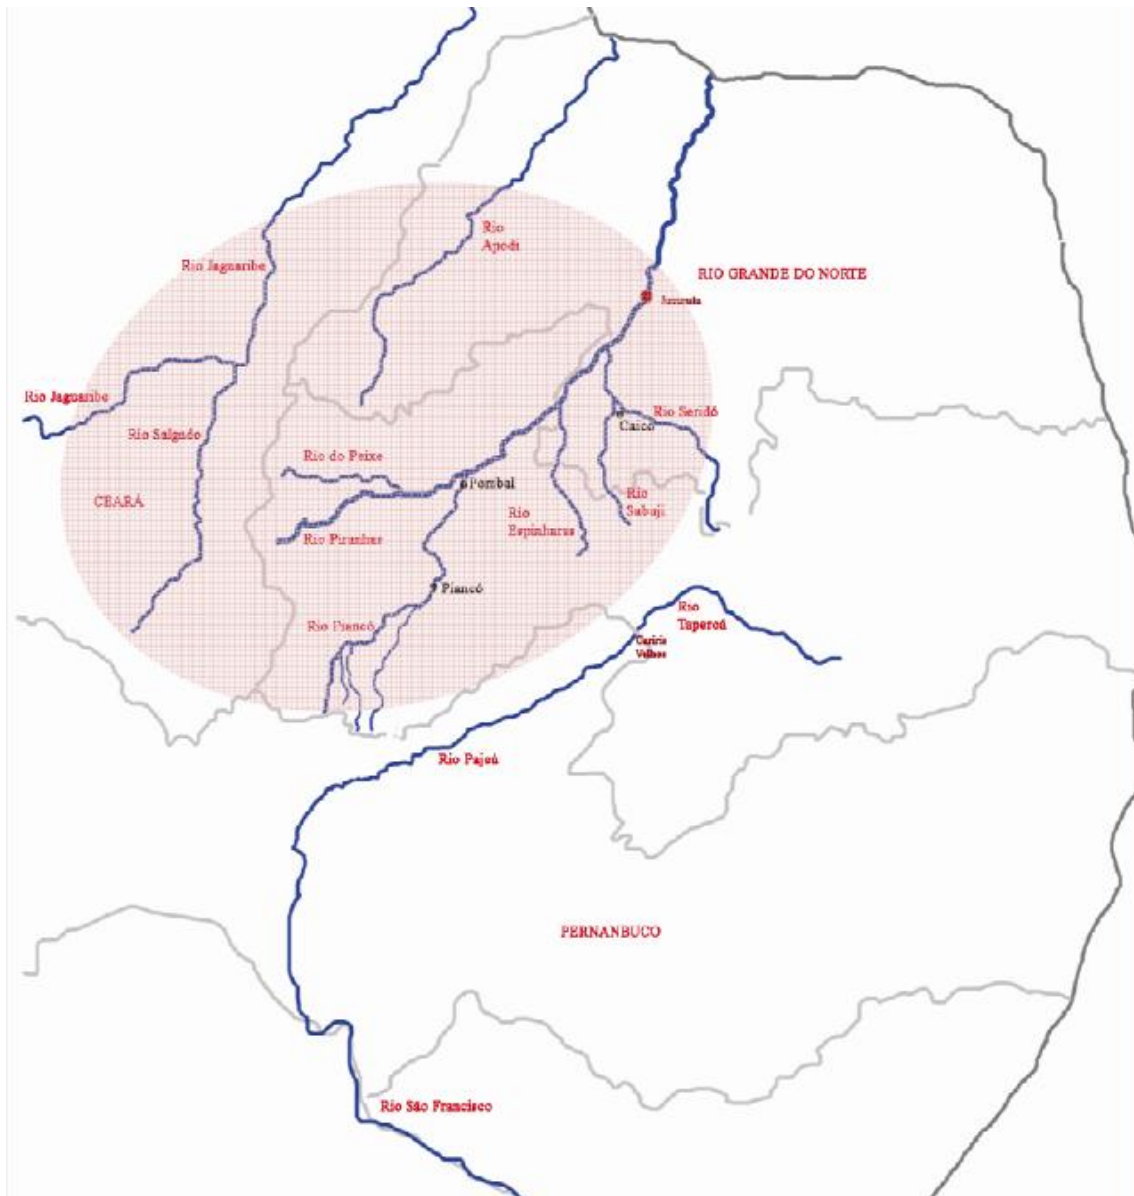 Rio
Apodi
Rio Jaguaribe
RIO GRANDE DO NORTE
Rio Jaguaribe
Rio Seridó
Caicó
Rio Salgado
Rio do Peixe
Pombal
CEARÁ
Rio
Espinharas
Rio
Sabuji
Rio Piranhas
Piancó
Rio Piancó
Rio
Taperoá
Cariris
Velhos
Rio Pajeú
PERNANBUCO
Rio São Francisco